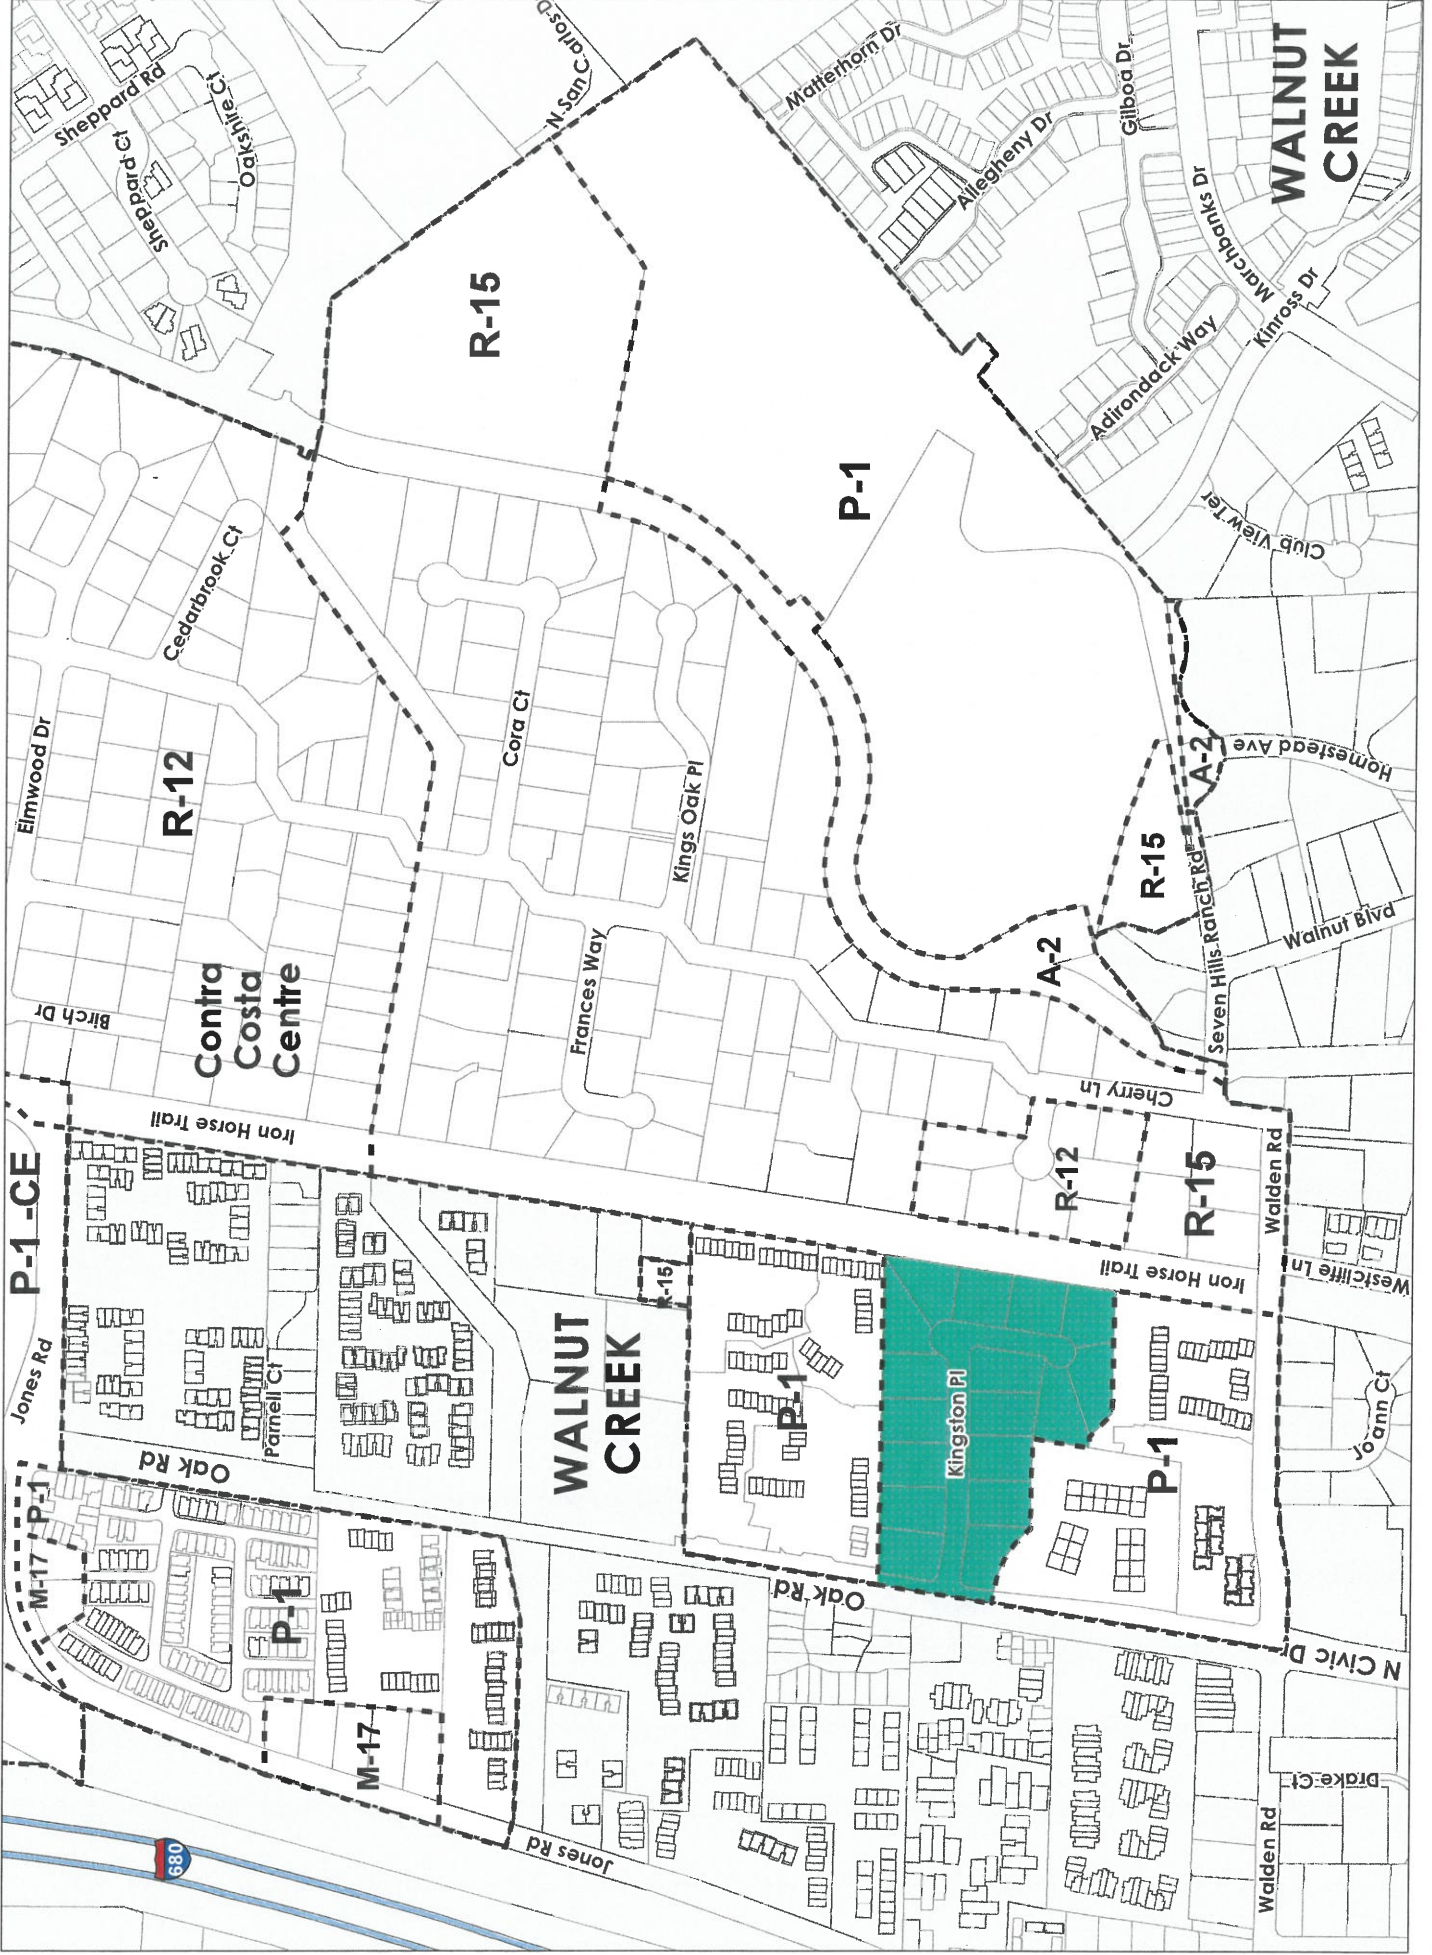 Sheppard Rd
Sheppard Ct
Oakshire Ct
N San Carlos D
Matterhorn Dr
Allegheny Dr
Gilboa Dr
WALNUT
CREEK
Marchbanks Dr
Kinross Dr
Adirondack Way
Club View Ter
R-15
P-1
Cedarbrook Ct
Elmwood Dr
R-12
Cora Ct
Kings Oak Pl
Frances Way
Birch Dr
Contra
Costa
Centre
A-2
Homestead Ave
R-15
Seven Hills Ranch Rd
Walnut Blvd
A-2
Cherry Ln
Iron Horse Trail
P-1 -CE
R-12
R-15
Walden Rd
Westcliffe Ln
Iron Horse Trail
R-15
Jones Rd
Parnell Ct
Oak Rd
WALNUT
CREEK
P-1
Kingston Pl
P-1
Joann Ct
P-1
M-17
P-1
Oak Rd
N Civic Dr
M-17
Jones Rd
680
Walden Rd
Drake Ct